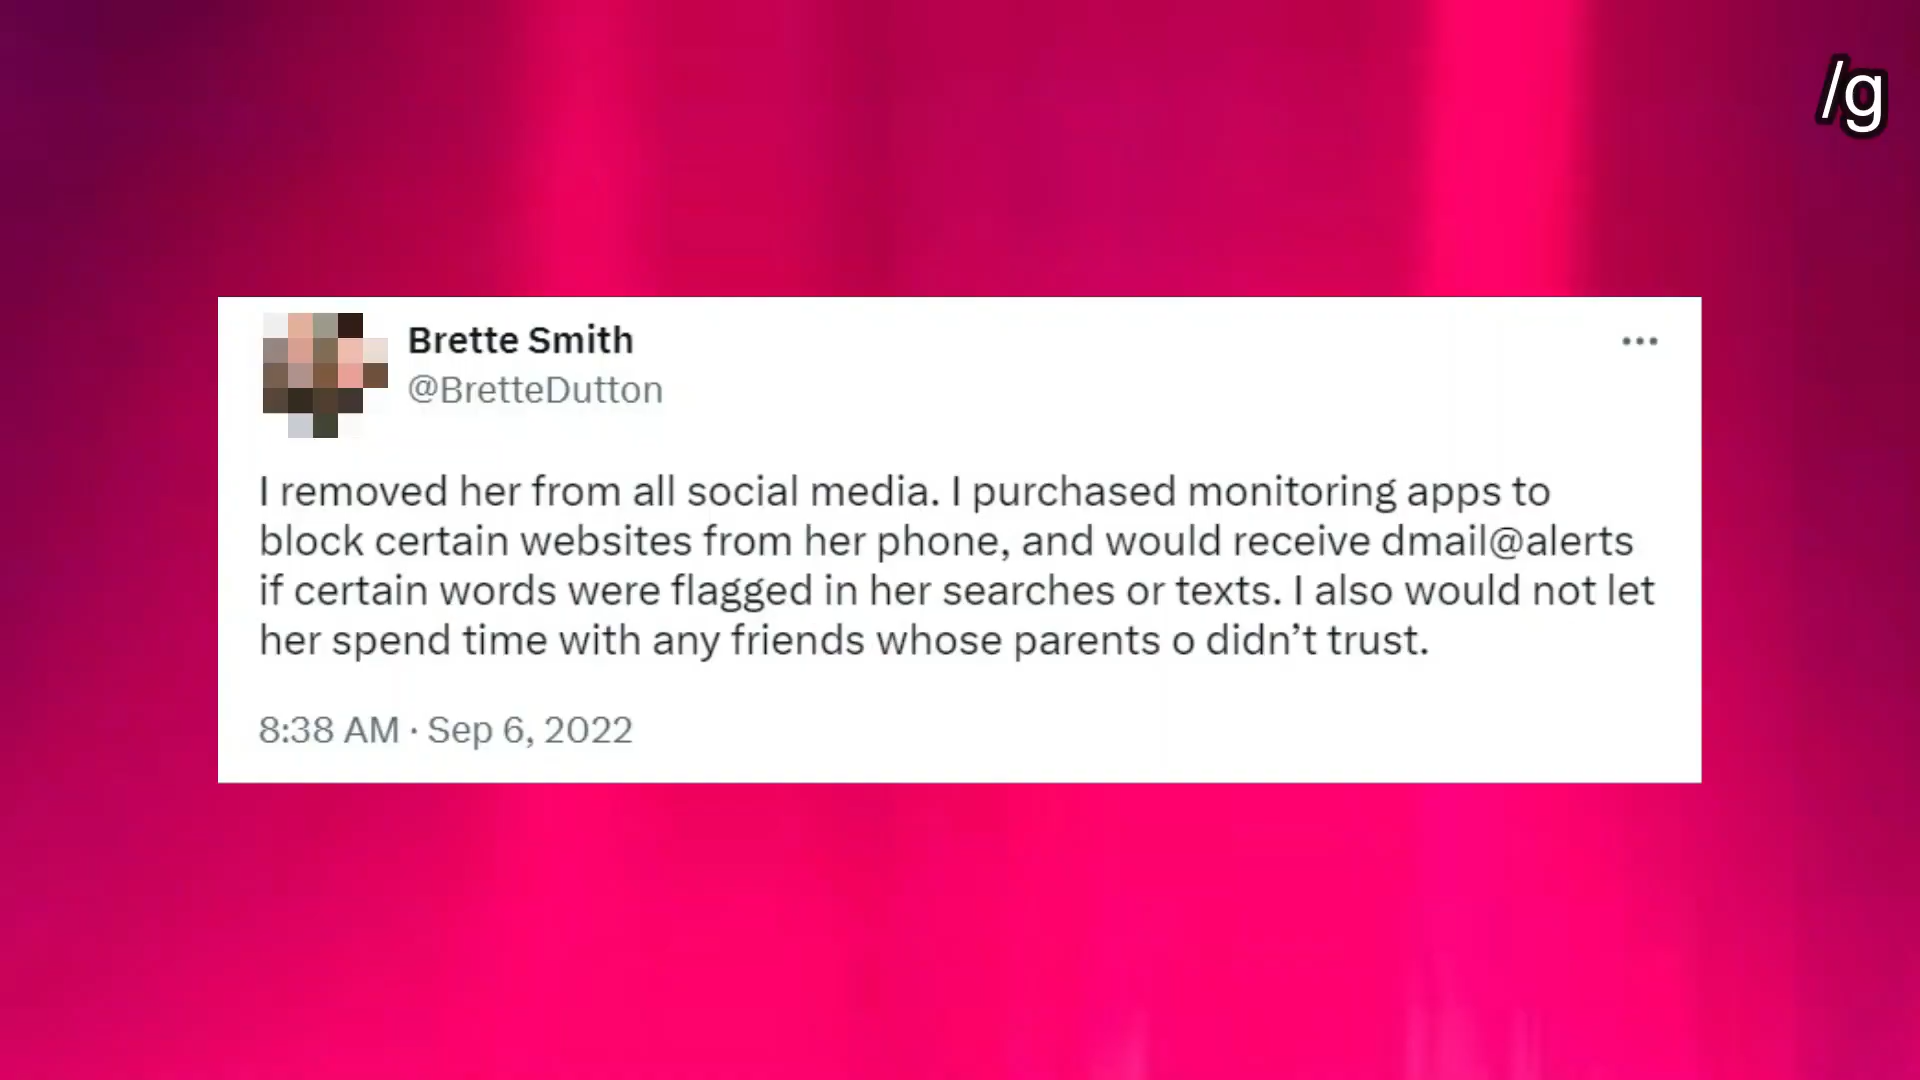 /g
Brette Smith
@BretteDutton
I removed her from all social media. I purchased monitoring apps to
block certain websites from her phone, and would receive dmail@alerts
if certain words were flagged in her searches or texts. I also would not let
her spend time with any friends whose parents o didn’t trust.
8:38 AM · Sep 6, 2022